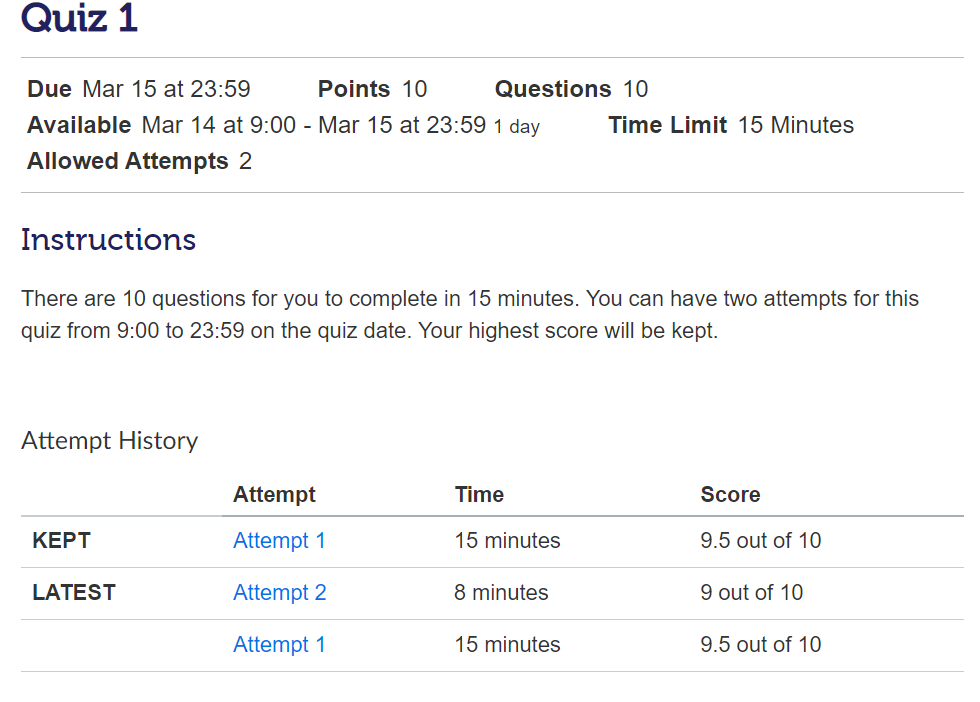 Quiz 1
Due Mar 15 at 23:59 Points 10 Questions 10
Available Mar 14 at 9:00 - Mar 15 at 23:59 1 day Time Limit 15 Minutes
Allowed Attempts 2
Instructions
There are 10 questions for you to complete in 15 minutes. You can have two attempts for this
quiz from 9:00 to 23:59 on the quiz date. Your highest score will be kept.
Attempt History
Attempt Time Score
KEPT Attempt 1 15 minutes 9.5 out of 10
LATEST Attempt 2 8 minutes 9 out of 10
Attempt 1 15 minutes 9.5 out of 10